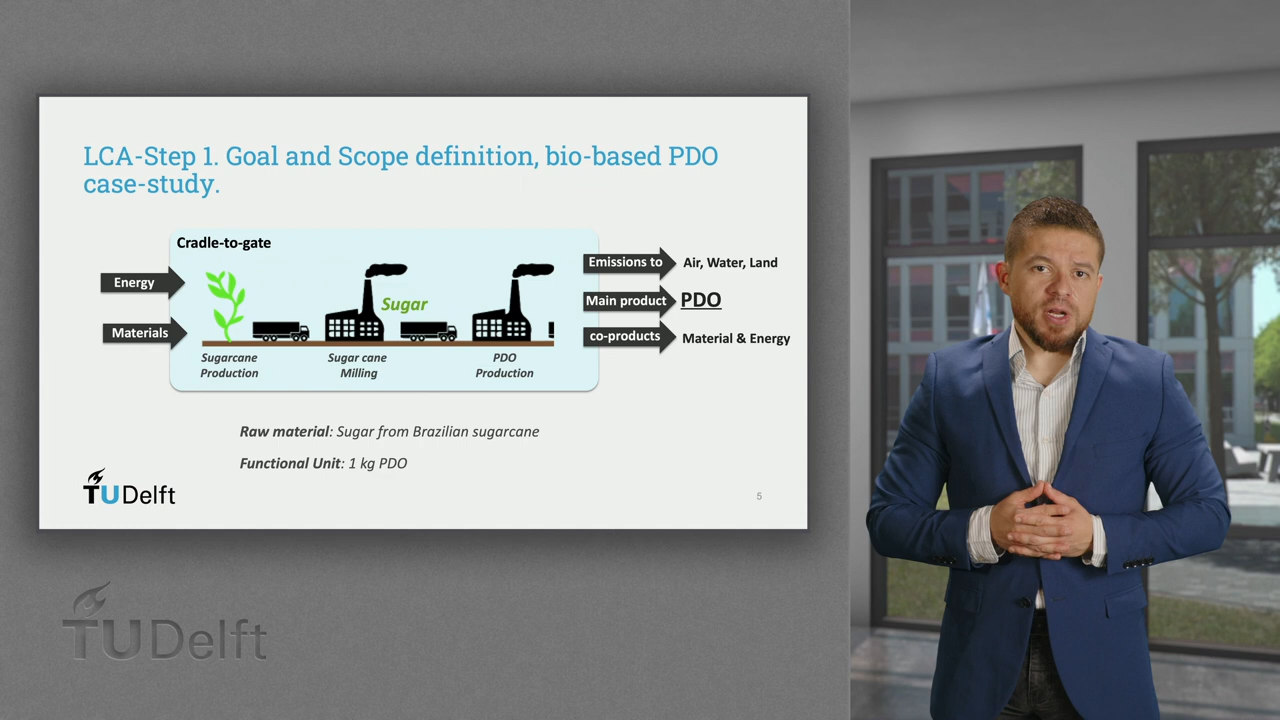 LCA-Step 1. Goal and Scope definition, bio-based PDO
case-study.
Cradle-to-gate
Energy
Materials
Sugar
Sugarcane
Production
Sugar cane
Milling
PDO
Production
Emissions to
Air, Water, Land
Main product
PDO
co-products
Material & Energy
Raw material: Sugar from Brazilian sugarcane
Functional Unit: 1 kg PDO
TUDelft
5
TUDelft